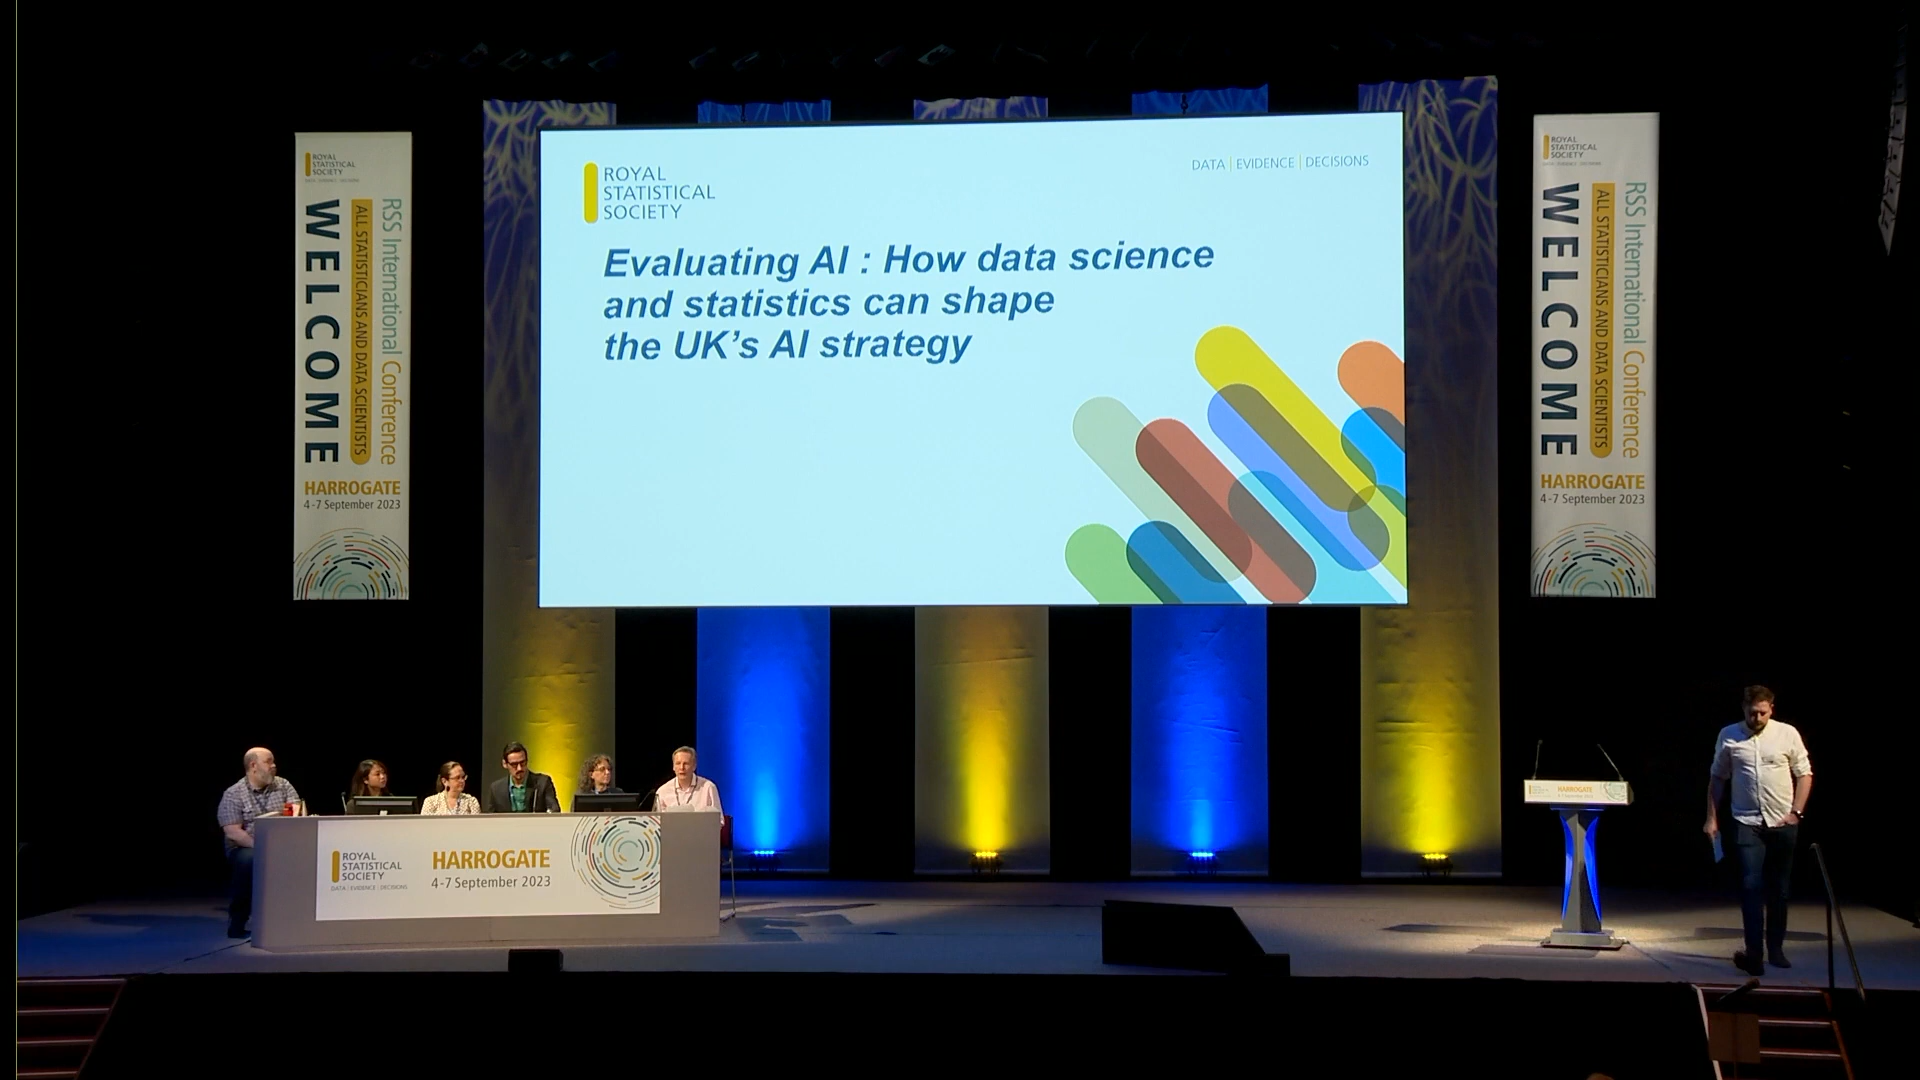 ROYAL
STATISTICAL
SOCIETY
DATA | EVIDENCE | DECISIONS
Evaluating AI : How data science
and statistics can shape
the UK's AI strategy
ROYAL
STATISTICAL
SOCIETY
WELCOME
ALL STATISTICIANS AND DATA SCIENTISTS
RSS International Conference
HARROGATE
4-7 September 2023
ROYAL
STATISTICAL
SOCIETY
WELCOME
ALL STATISTICIANS AND DATA SCIENTISTS
RSS International Conference
HARROGATE
4-7 September 2023
ROYAL
STATISTICAL
SOCIETY
DATA | EVIDENCE | DECISIONS
HARROGATE
4-7 September 2023
HARROGATE